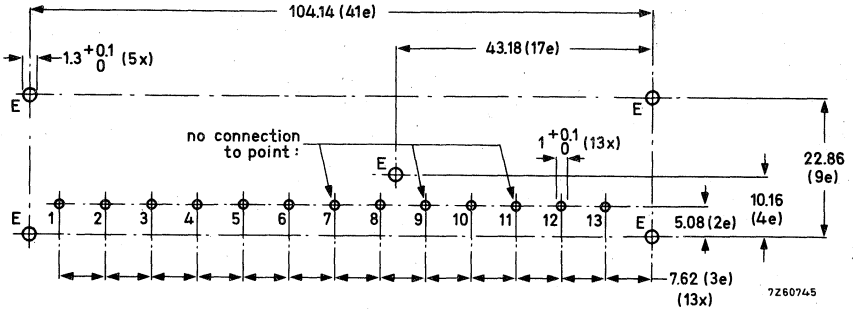 104.14 (41e)
43.18 (17e)
1.3 +0.1 0 (5x)
E
E
no connection
to point :
1 +0.1 0 (13x)
E
22.86
(9e)
10.16
(4e)
1 2 3 4 5 6 7 8 9 10 11 12 13
5.08 (2e)
E
E
7.62 (3e)
(13x)
7Z60745